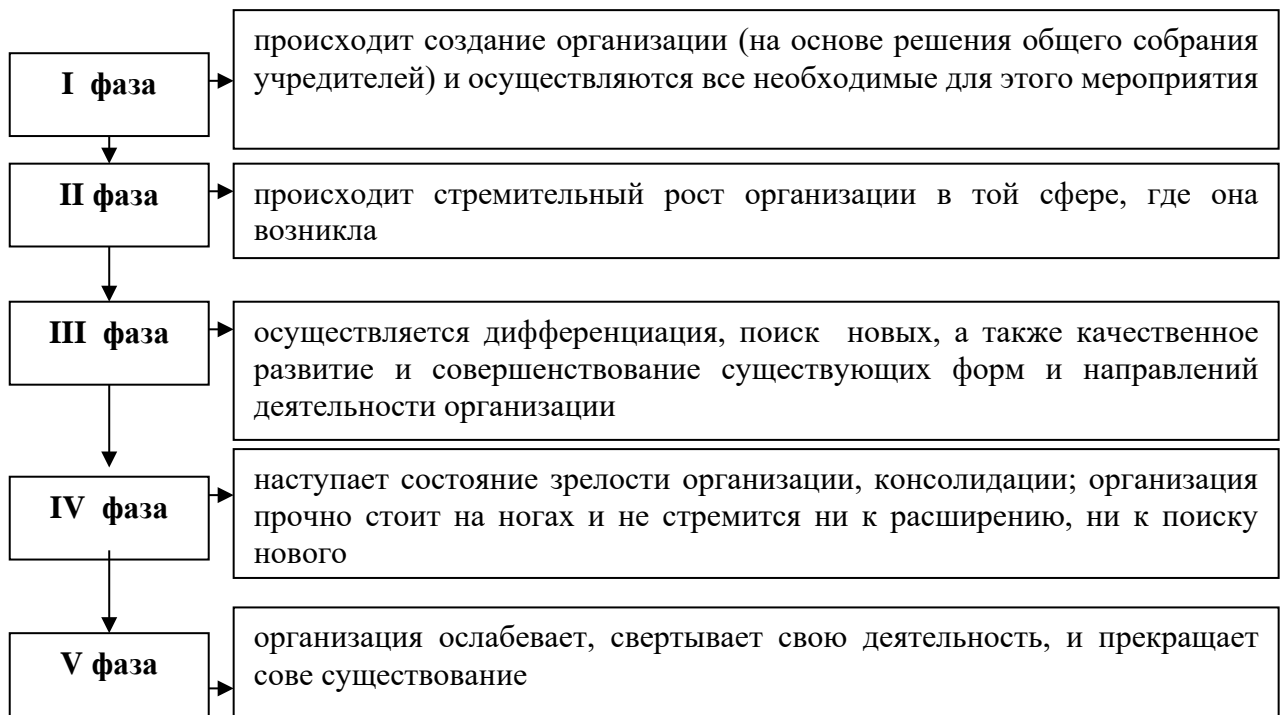 I фаза
происходит создание организации (на основе решения общего собрания
учредителей) и осуществляются все необходимые для этого мероприятия
II фаза
происходит стремительный рост организации в той сфере, где она
возникла
III фаза
осуществляется дифференциация, поиск новых, а также качественное
развитие и совершенствование существующих форм и направлений
деятельности организации
IV фаза
наступает состояние зрелости организации, консолидации; организация
прочно стоит на ногах и не стремится ни к расширению, ни к поиску
нового
V фаза
организация ослабевает, свертывает свою деятельность, и прекращает
сове существование